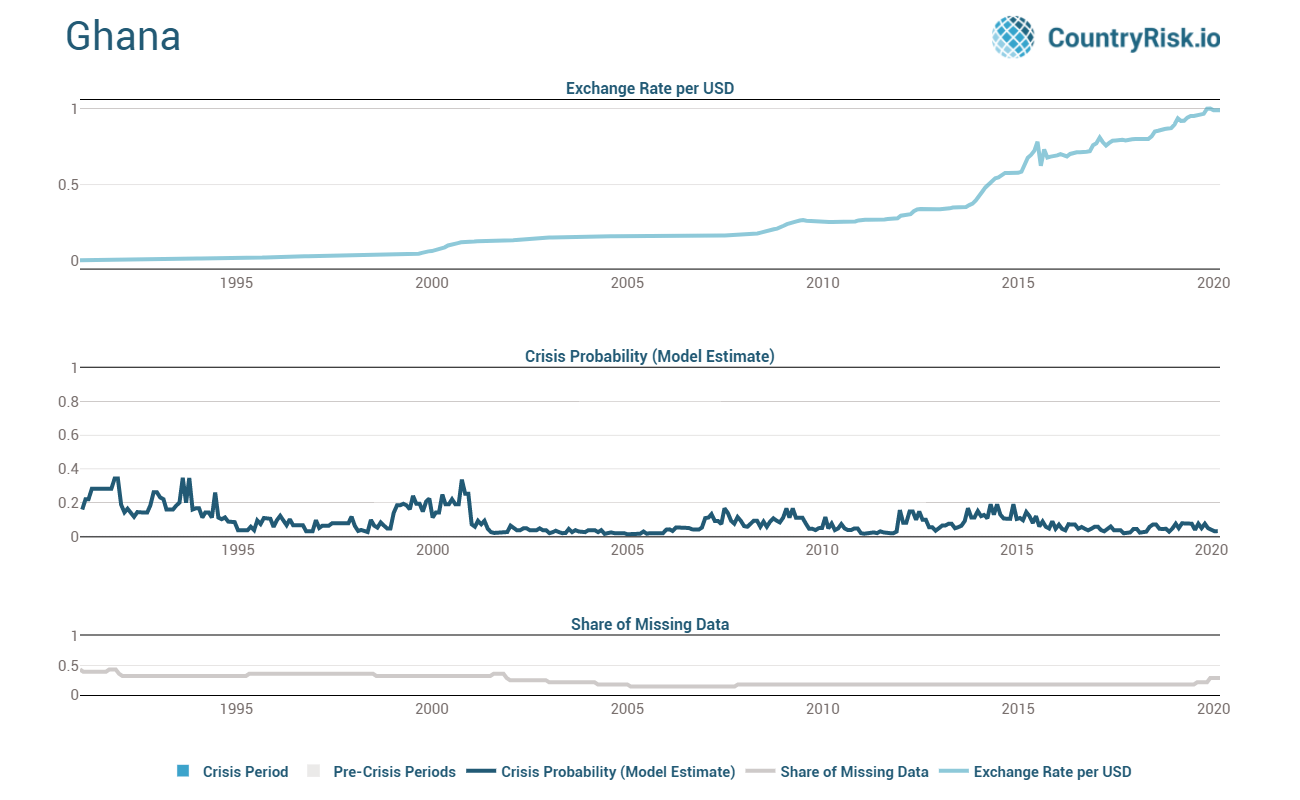 Ghana
CountryRisk.io
Exchange Rate per USD
1
0.5
0
1995 2000 2005 2010 2015 2020
Crisis Probability (Model Estimate)
1
0.8
0.6
0.4
0.2
0
1995 2000 2005 2010 2015 2020
Share of Missing Data
1
0.5
0
1995 2000 2005 2010 2015 2020
Crisis Period Pre-Crisis Periods Crisis Probability (Model Estimate) Share of Missing Data Exchange Rate per USD